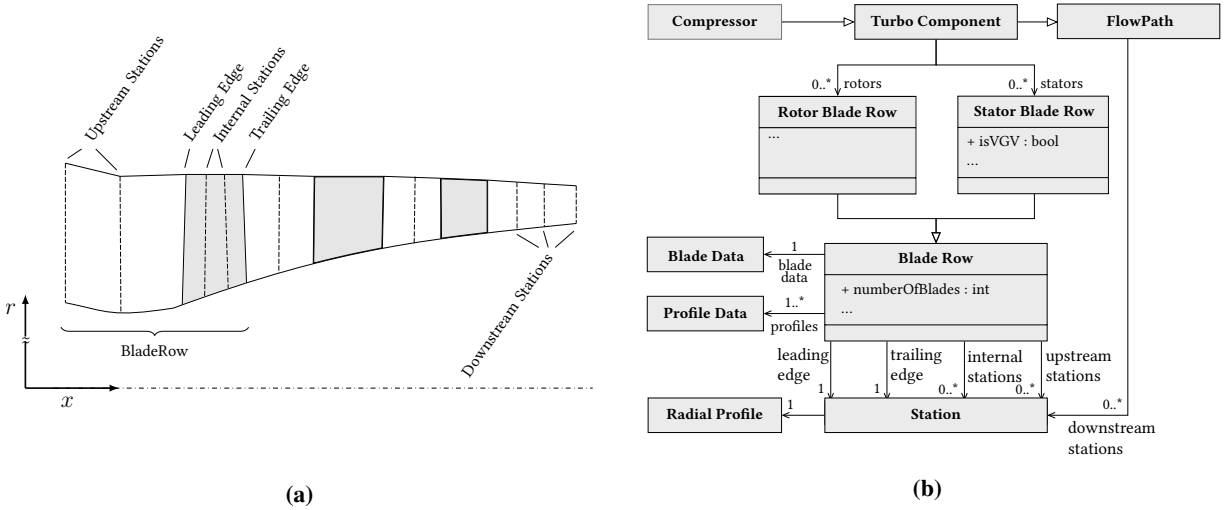 Upstream Stations
Leading Edge
Internal Stations
Trailing Edge
r
≈
BladeRow
x
Downstream Stations
(a)
Compressor
Turbo Component
FlowPath
0..*
rotors
0..*
stators
Rotor Blade Row
...
Stator Blade Row
+ isVGV : bool
...
Blade Data
1
blade
data
Blade Row
+ numberOfBlades : int
...
Profile Data
1..*
profiles
leading
edge
trailing
edge
internal
stations
upstream
stations
1
1
0..*
0..*
0..*
Radial Profile
1
Station
downstream
stations
(b)